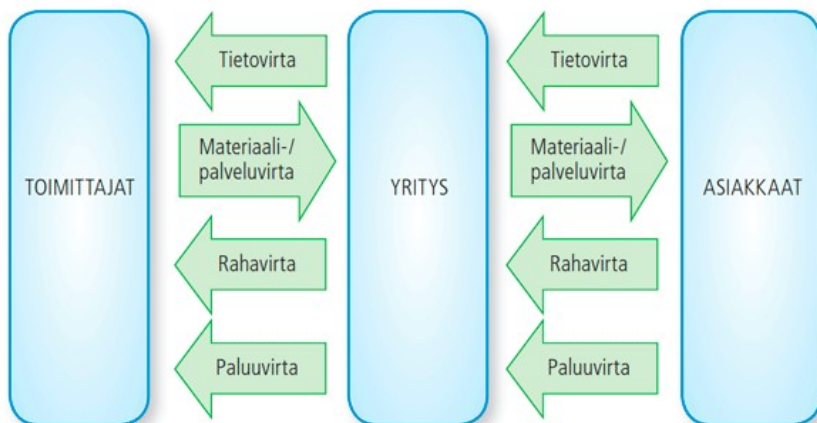 Tietovirta
Tietovirta
Materiaali-/
palveluvirta
Materiaali-/
palveluvirta
TOIMITTAJAT
YRITYS
ASIAKKAAT
Rahavirta
Rahavirta
Paluuvirta
Paluuvirta